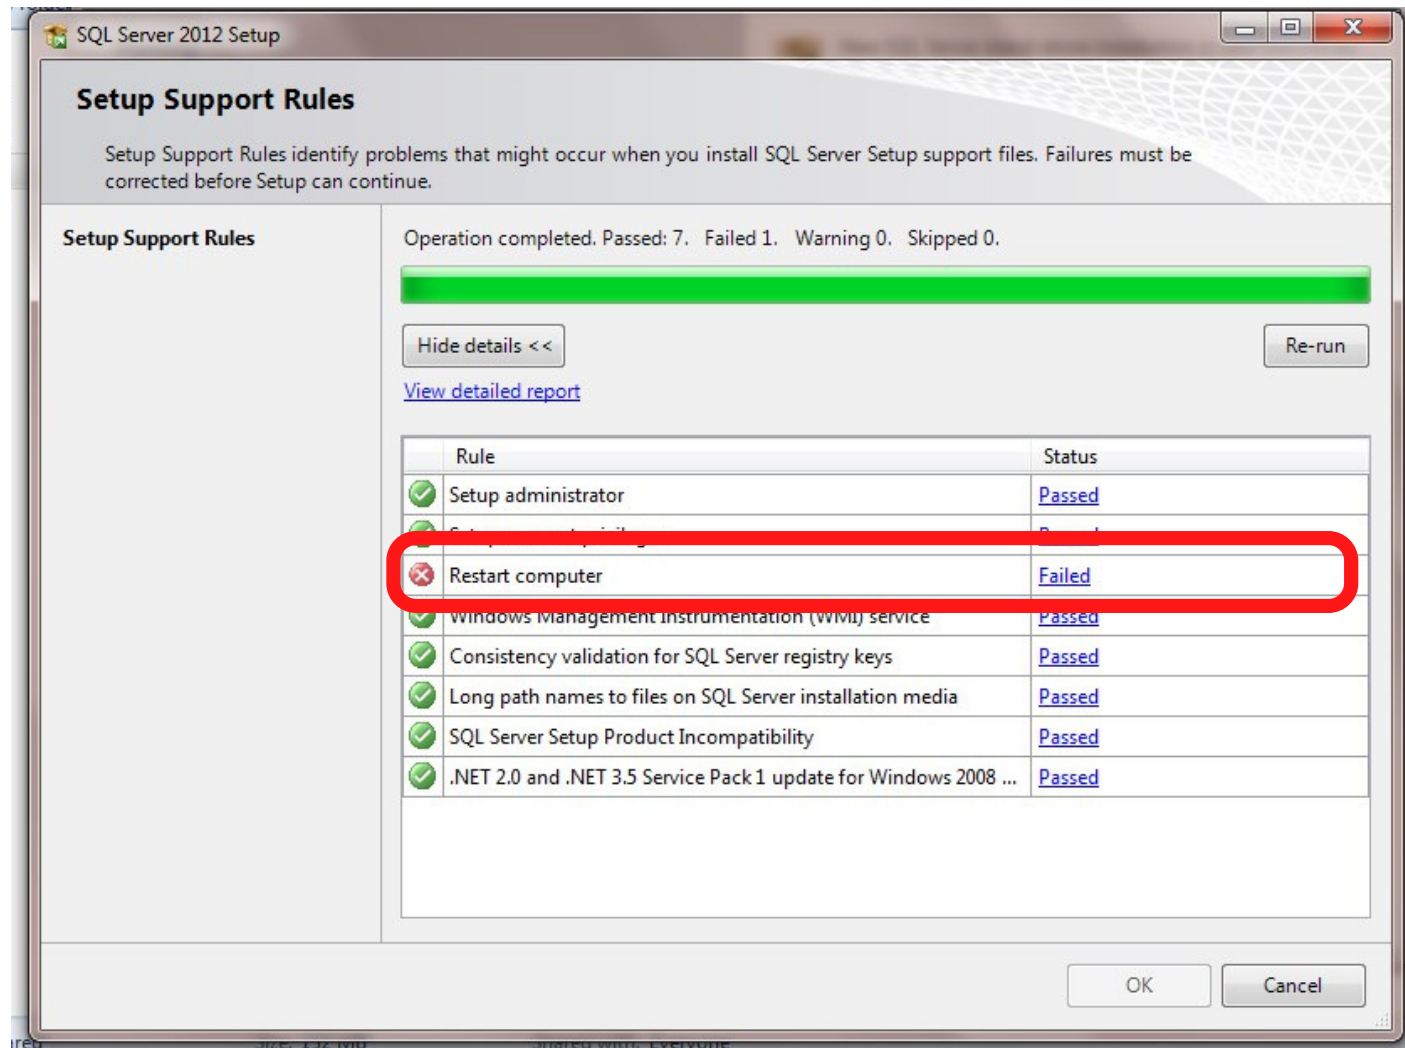 SQL Server 2012 Setup
Setup Support Rules
Setup Support Rules identify problems that might occur when you install SQL Server Setup support files. Failures must be
corrected before Setup can continue.
Setup Support Rules
Operation completed. Passed: 7. Failed 1. Warning 0. Skipped 0.
Hide details <<
Re-run
View detailed report
Rule Status
Setup administrator Passed
Restart computer Failed
Windows Management Instrumentation (WMI) service Passed
Consistency validation for SQL Server registry keys Passed
Long path names to files on SQL Server installation media Passed
SQL Server Setup Product Incompatibility Passed
.NET 2.0 and .NET 3.5 Service Pack 1 update for Windows 2008 ... Passed
OK Cancel